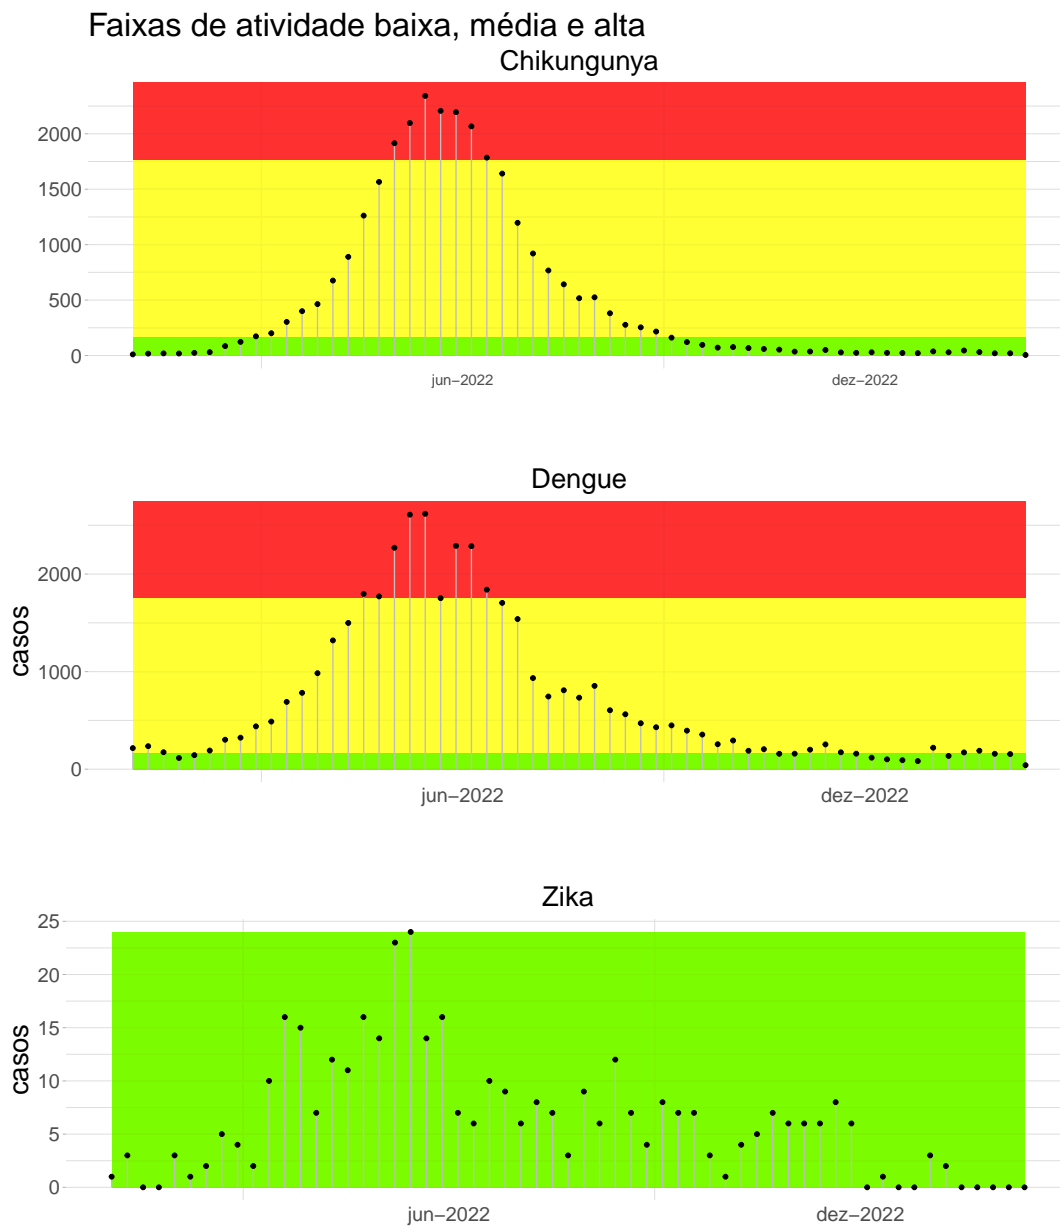 Faixas de atividade baixa, média e alta
Chikungunya
2000
1500
1000
500
0
jun−2022
dez−2022
Dengue
casos
2000
1000
0
jun−2022
dez−2022
Zika
casos
25
20
15
10
5
0
jun−2022
dez−2022